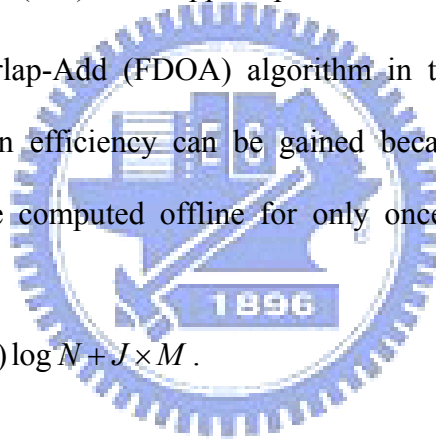 rlap-Add (FDOA) algorithm in t
n efficiency can be gained beca
e computed offline for only once
1896
) log N + J × M .